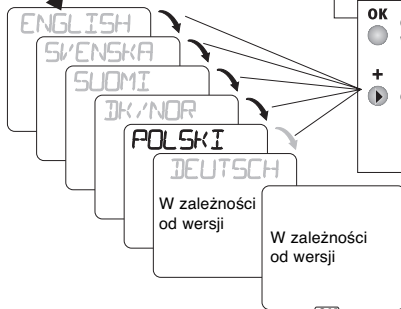 ENGLISH
SVENSKA
SUOMI
DK/NOR
POLSKI
DEUTSCH
W zależności
od wersji
W zależności
od wersji
OK
+